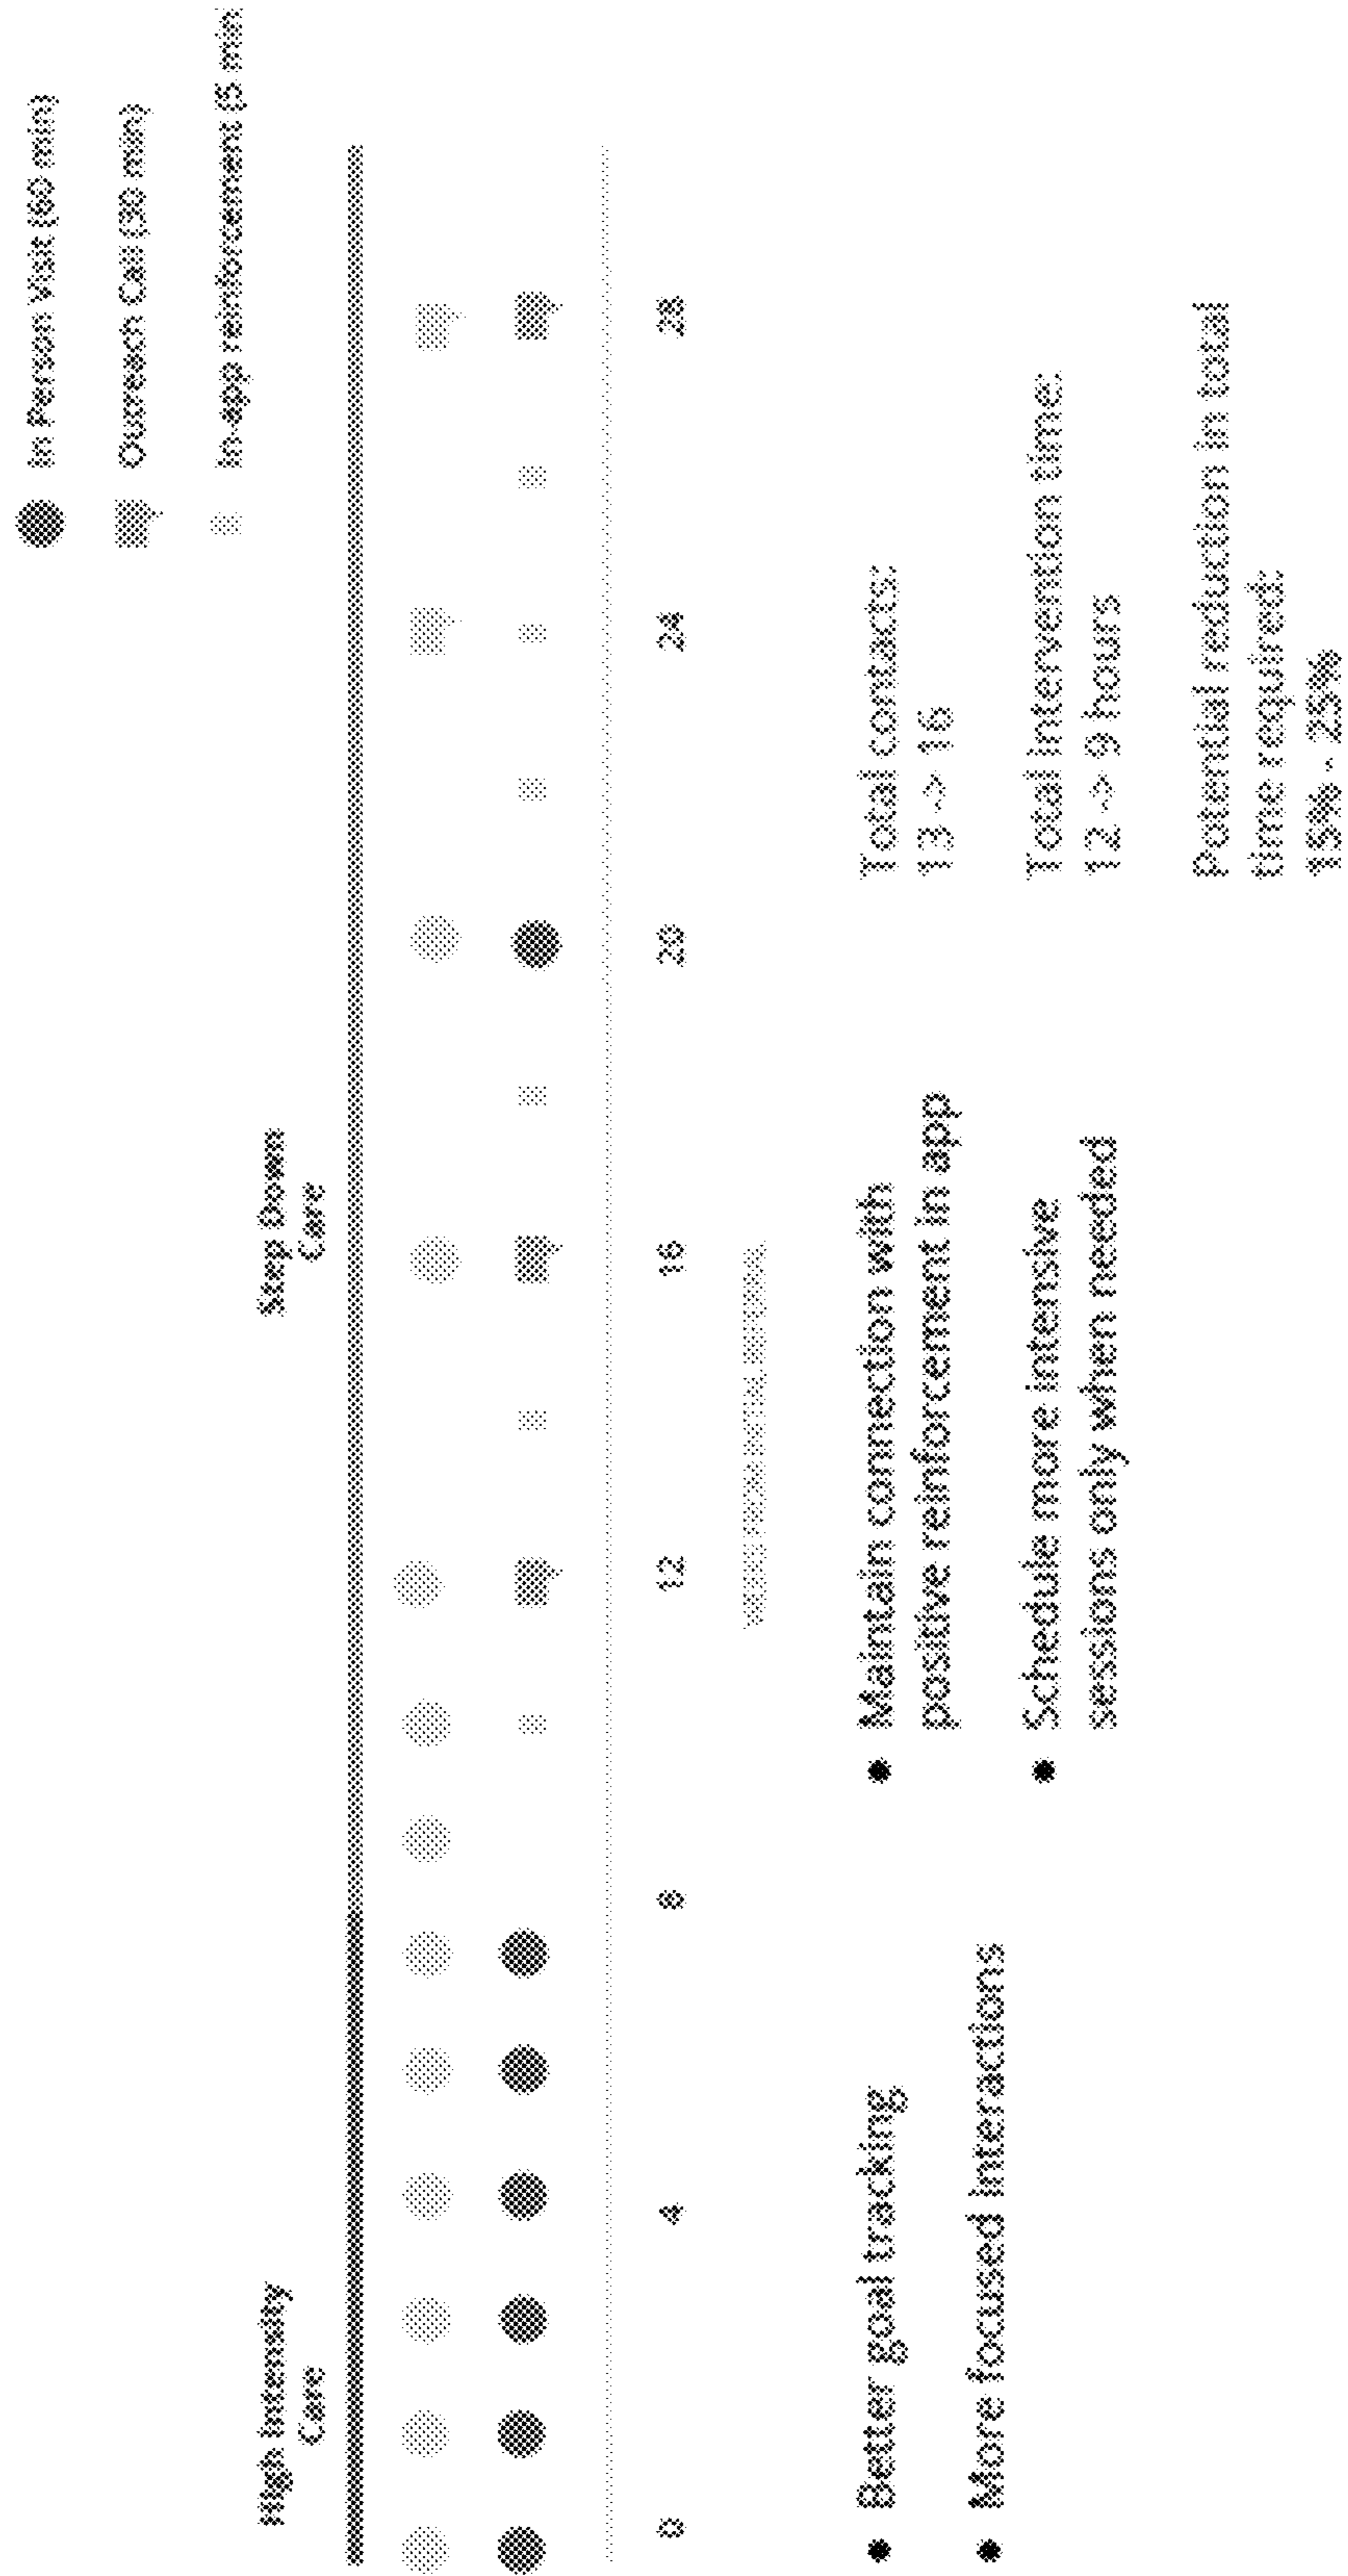 In Person Visit (60 min)
Outreach Call (30 min)
In-app reinforcement (5 min
High Intensity
Care
Step Down
Care
0 4 8 12 16 20 24 28
● Better goal tracking
● More focused Interactions
● Maintain connection with
positive reinforcement in app
● Schedule more intensive
sessions only when needed
Total contacts:
13 -> 16
Total intervention time:
12 -> 9 hours
Potential reduction in total
time required:
15% - 25%